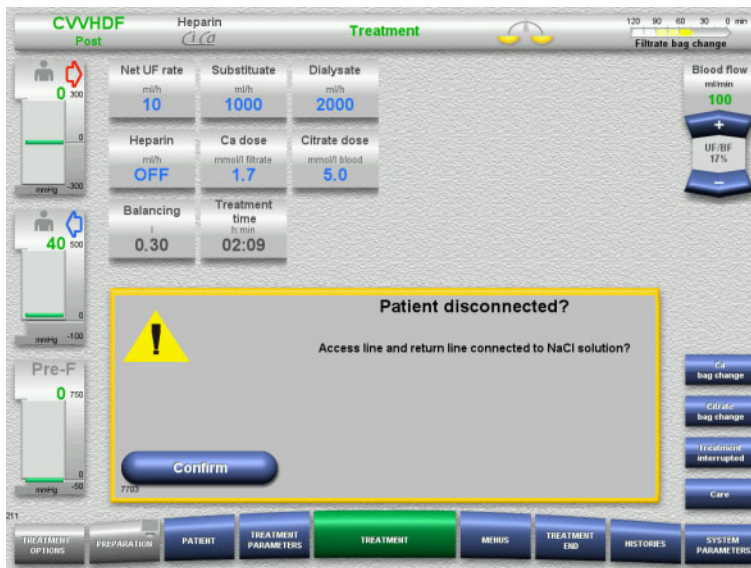 CVVHDF
Post
Heparin
Ci Ca
Treatment
120 90 60 30 0 min
Filtrate bag change
0
300
0
-300
mmHg
Net UF rate
ml/h
10
Substituate
ml/h
1000
Dialysate
ml/h
2000
Blood flow
ml/min
100
+
UF/BF
17%
−
Heparin
ml/h
OFF
Ca dose
mmol/l filtrate
1.7
Citrate dose
mmol/l blood
5.0
Balancing
l
0.30
Treatment
time
h:min
02:09
40
500
0
-100
mmHg
Pre-F
0
750
0
-50
mmHg
!
Patient disconnected?
Access line and return line connected to NaCl solution?
Confirm
7703
Ca
bag change
Citrate
bag change
Treatment
interrupted
Care
211
TREATMENT
OPTIONS
PREPARATION
PATIENT
TREATMENT
PARAMETERS
TREATMENT
MENUS
TREATMENT
END
HISTORIES
SYSTEM
PARAMETERS